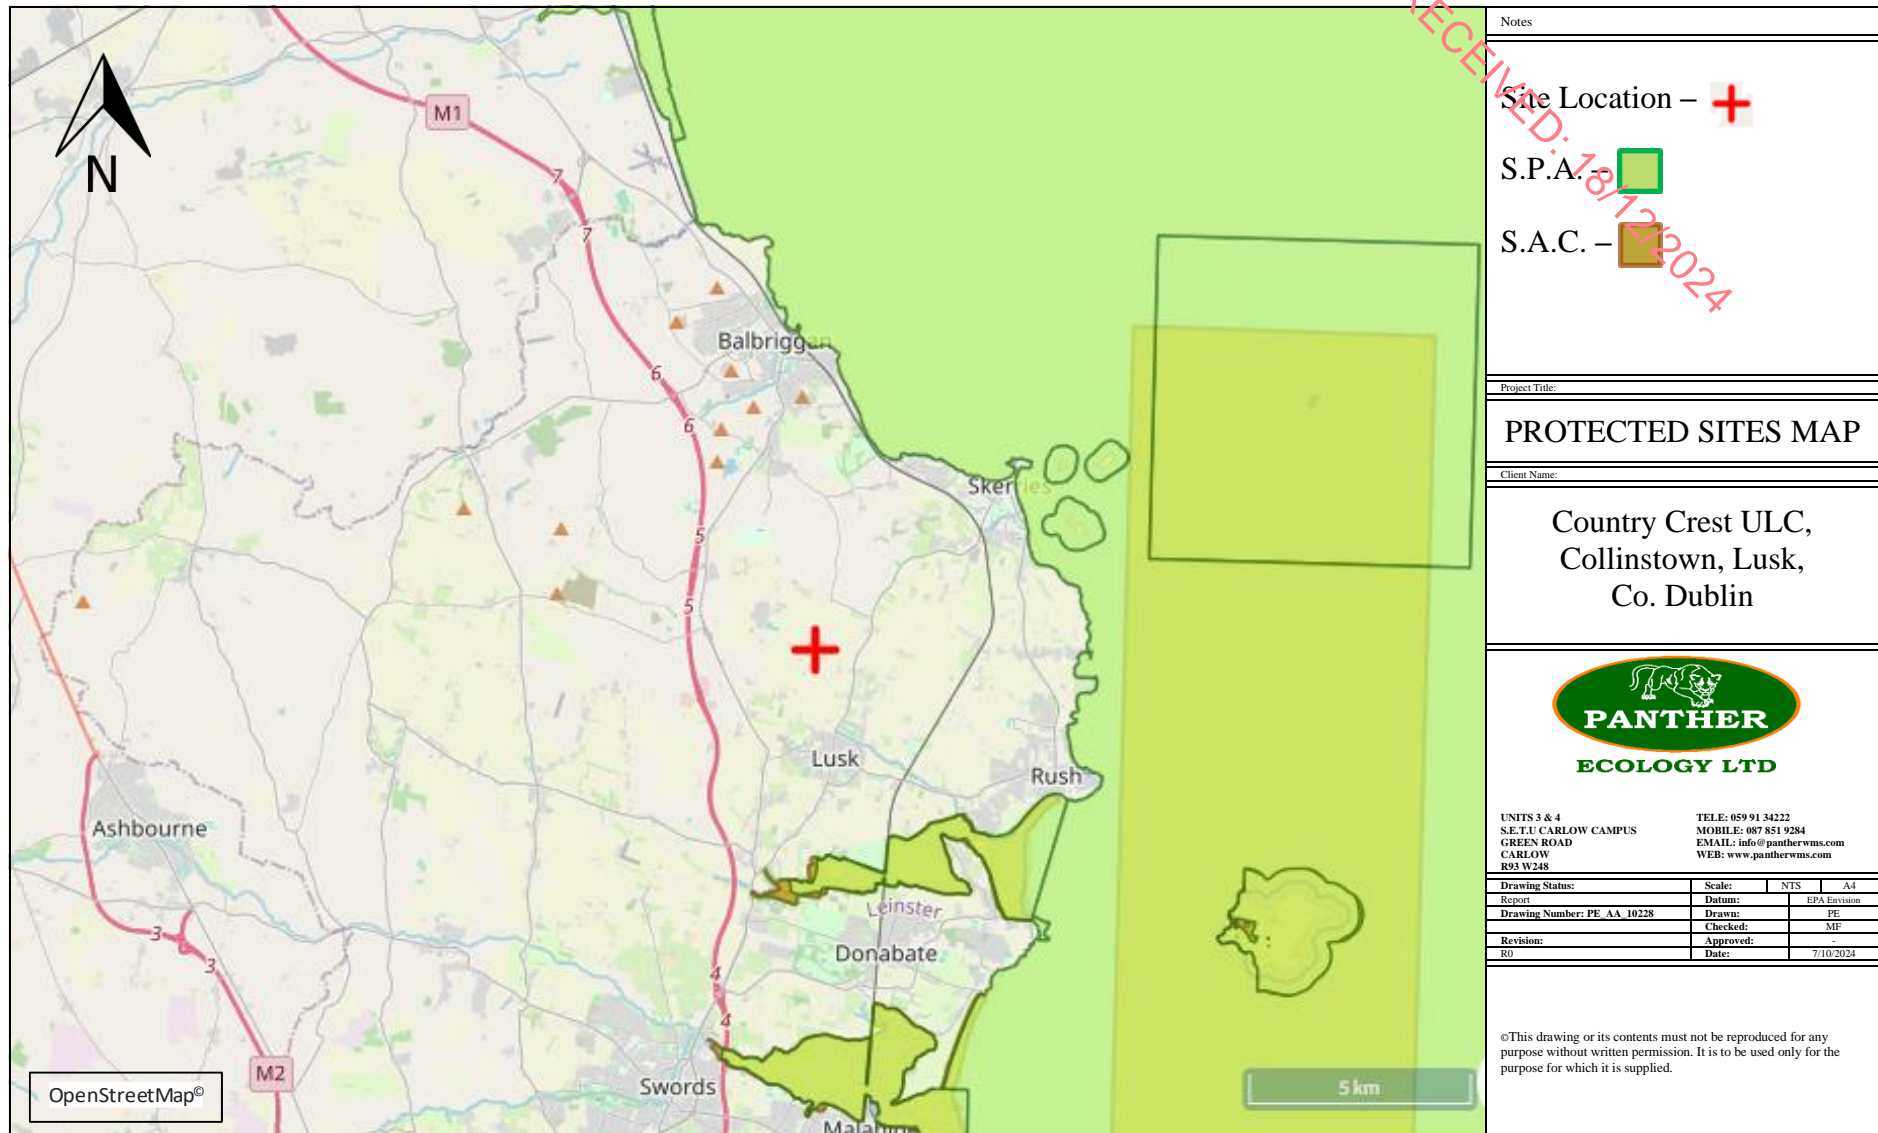 N
M1
7
7
Balbriggan
6
6
Skerries
5
5
Lusk
Rush
Ashbourne
Leinster
Donabate
3
3
4
4
M2
Swords
5 km
OpenStreetMap©
RECEIVED: 18/12/2024
Notes
Site Location –
S.P.A. –
S.A.C. –
Project Title:
PROTECTED SITES MAP
Client Name:
Country Crest ULC,
Collinstown, Lusk,
Co. Dublin
PANTHER
ECOLOGY LTD
UNITS 3 & 4
S.E.T.U CARLOW CAMPUS
GREEN ROAD
CARLOW
R93 W248
TELE: 059 91 34222
MOBILE: 087 851 9284
EMAIL: info@pantherwms.com
WEB: www.pantherwms.com
Drawing Status: Scale: NTS A4
Report Datum: EPA Envision
Drawing Number: PE_AA_10228 Drawn: PE
Checked: MF
Revision: Approved: -
R0 Date: 7/10/2024
©This drawing or its contents must not be reproduced for any
purpose without written permission. It is to be used only for the
purpose for which it is supplied.